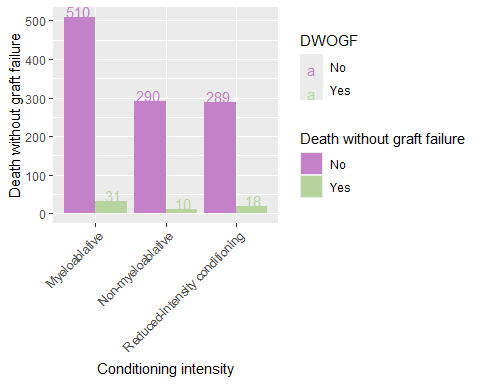 Death without graft failure
500
400
300
200
100
0
510
31
290
10
289
18
Myeloablative
Non-myeloablative
Reduced-intensity conditioning
Conditioning intensity
DWOGF
a No
a Yes
Death without graft failure
No
Yes